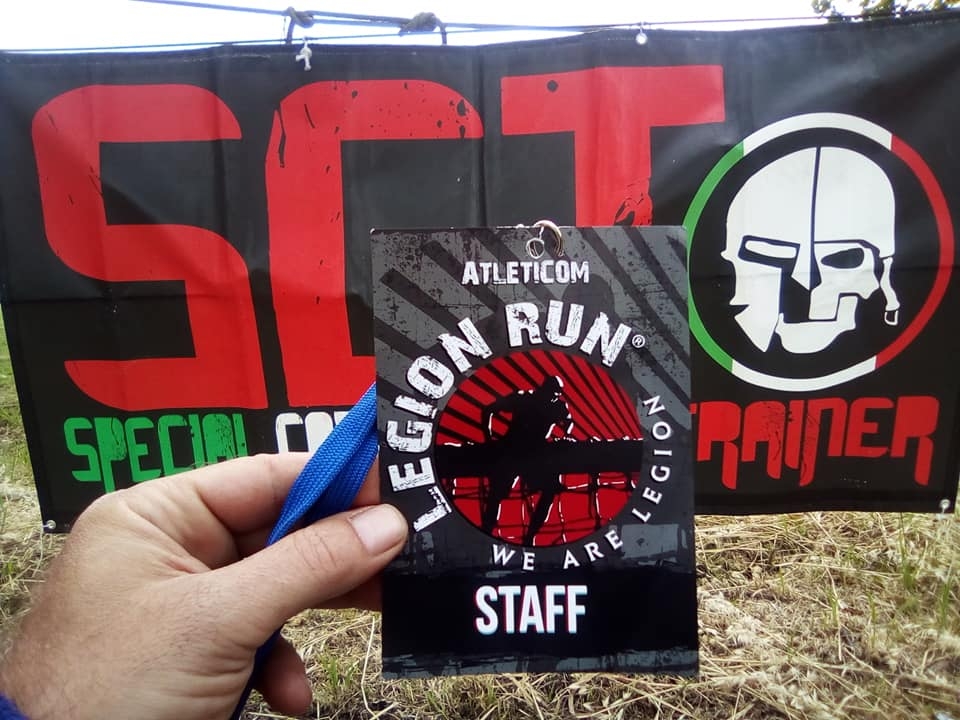 SCT
SPECIAL
TRAINER
ATLETICOM
LEGION RUN®
WE ARE LEGION
STAFF